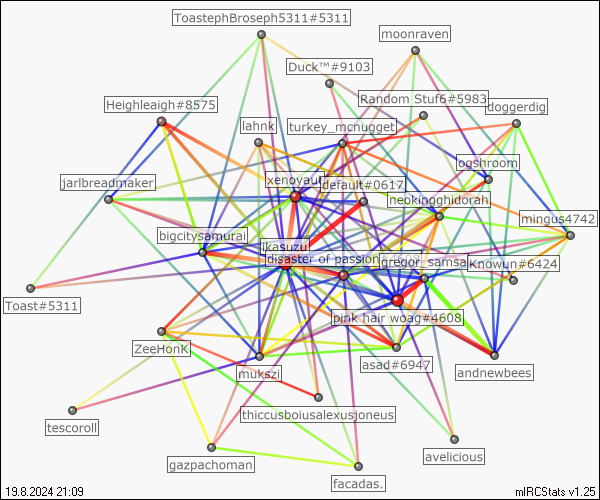 ToastephBroseph5311#5311
moonraven
Duck™#9103
Random Stuf6#5983
Heighleaigh#8575
doggerdig
lahnk
turkey_mcnugget
ogshroom
xenoyaur
default#0617
jarlbreadmaker
neokingghidorah
mingus4742
bigcitysamurai
kasuzu
disaster of passion
gregor_samsa
Knowun#6424
Toast#5311
pink hair woag#4608
ZeeHonK
mukszi
asad#6947
andnewbees
thiccusboiusalexusjoneus
tescoroll
avelicious
gazpachoman
facadas.
19.8.2024 21:09
mIRCStats v1.25